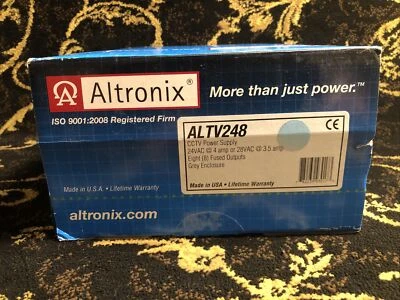 Altronix®
More than just power.™
ISO 9001:2008 Registered Firm
ALTV248
CE
CCTV Power Supply
24VAC @ 4 amp or 28VAC @ 3.5 amp
Eight (8) Fused Outputs
Grey Enclosure
Made in U.S.A. • Lifetime Warranty
Made in U.S.A. • Lifetime Warranty
altronix.com